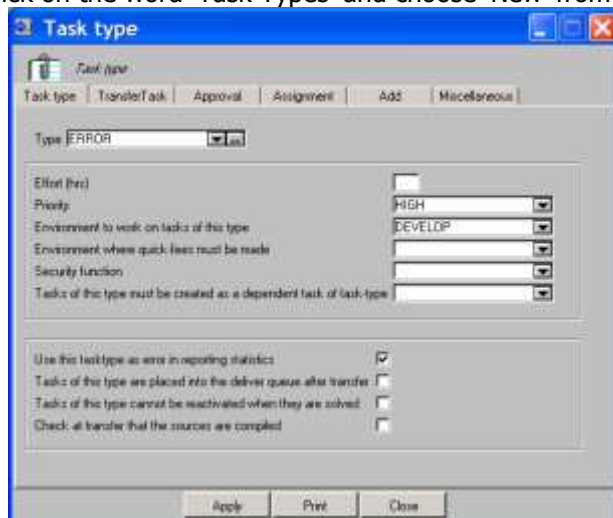 ick on the word 'Task Types' and choose 'New' from
Task type
Task type
Task type TransferTask Approval Assignment Add Miscellaneous
Type ERROR
Effort (hrs)
Priority HIGH
Environment to work on tasks of this type DEVELOP
Environment where quick fixes must be made
Security function
Tasks of this type must be created as a dependent task of task-type
Use this tasktype as error in reporting statistics
Tasks of this type are placed into the deliver queue after transfer
Tasks of this type cannot be reactivated when they are solved
Check at transfer that the sources are compiled
Apply Print Close